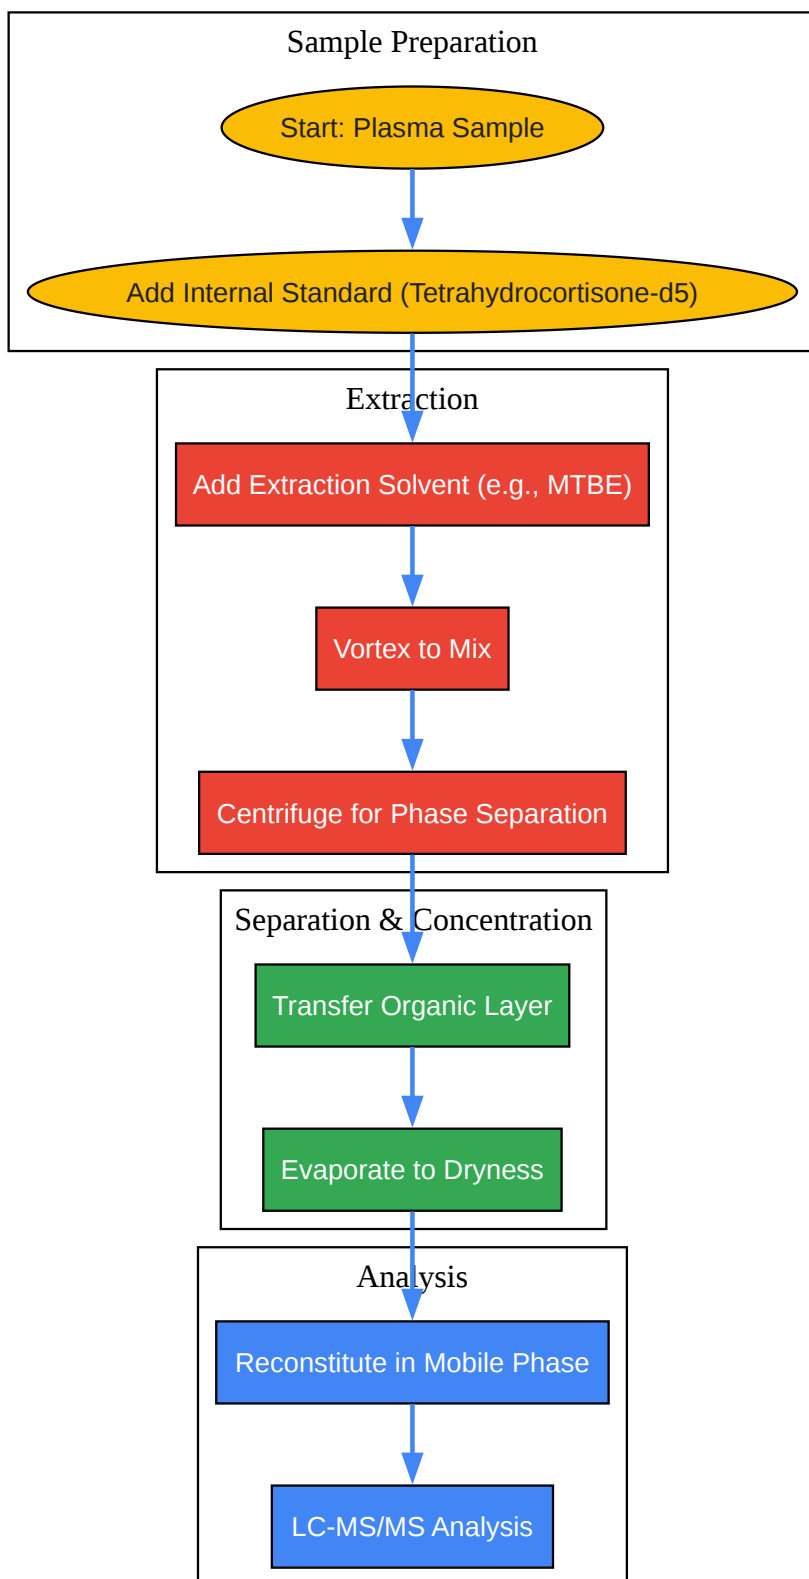 Sample Preparation
Start: Plasma Sample
Add Internal Standard (Tetrahydrocortisone-d5)
Extraction
Add Extraction Solvent (e.g., MTBE)
Vortex to Mix
Centrifuge for Phase Separation
Separation & Concentration
Transfer Organic Layer
Evaporate to Dryness
Analysis
Reconstitute in Mobile Phase
LC-MS/MS Analysis